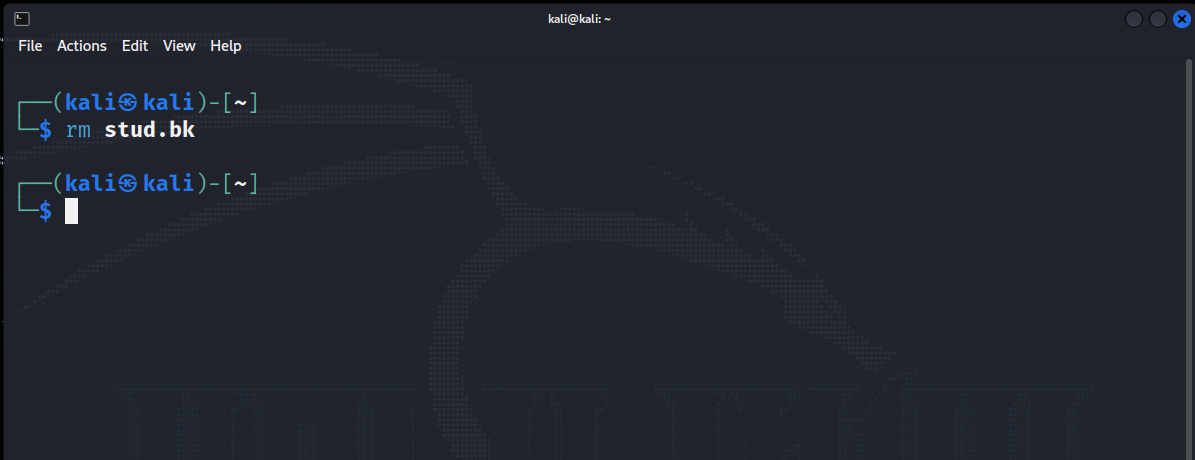 kali@kali: ~
File Actions Edit View Help
┌──(kali㉿kali)-[~]
└─$ rm stud.bk
┌──(kali㉿kali)-[~]
└─$